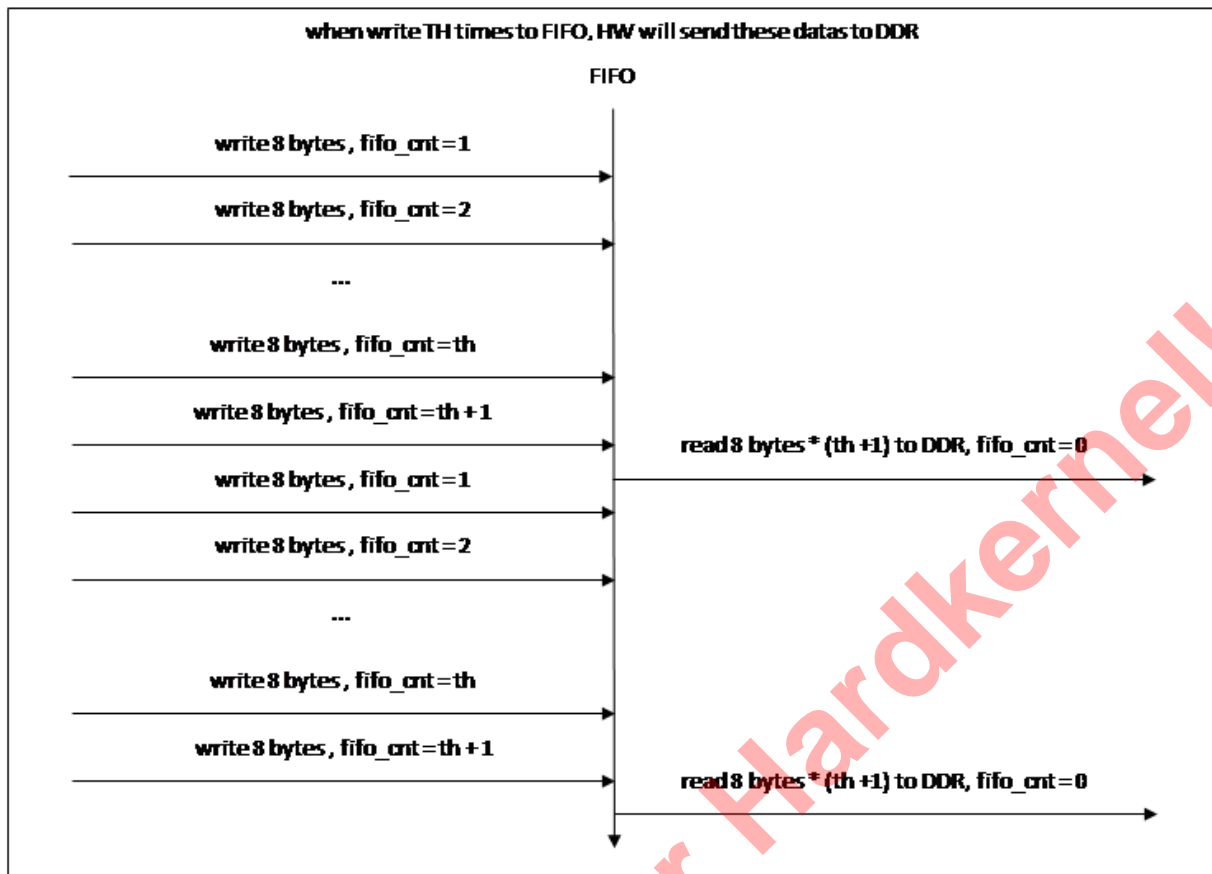 when write TH times to FIFO, HW will send these datas to DDR
FIFO
write 8 bytes , fifo_cnt = 1
write 8 bytes , fifo_cnt = 2
...
write 8 bytes , fifo_cnt = th
write 8 bytes , fifo_cnt = th + 1
read 8 bytes * (th +1) to DDR, fifo_cnt = 0
write 8 bytes , fifo_cnt = 1
write 8 bytes , fifo_cnt = 2
...
write 8 bytes , fifo_cnt = th
write 8 bytes , fifo_cnt = th + 1
read 8 bytes * (th +1) to DDR, fifo_cnt = 0
r Hardkernel